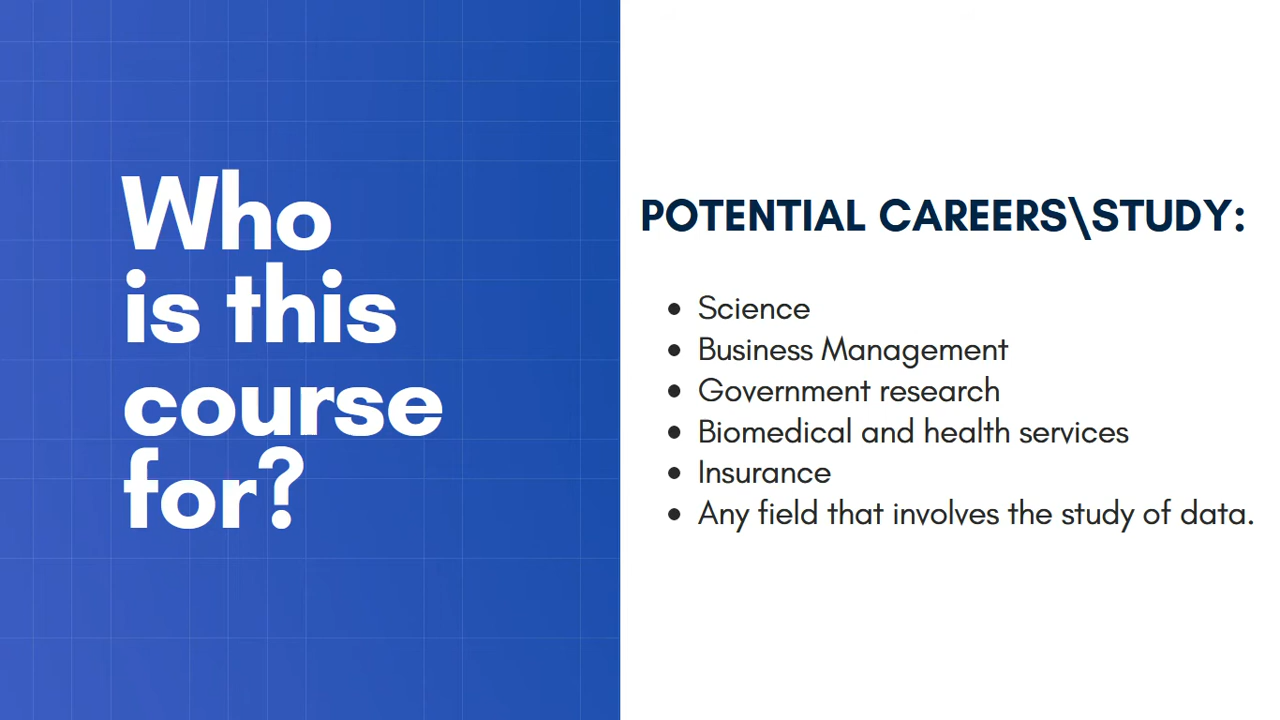 Who
is this
course
for?
POTENTIAL CAREERS\STUDY:
Science
Business Management
Government research
Biomedical and health services
Insurance
Any field that involves the study of data.